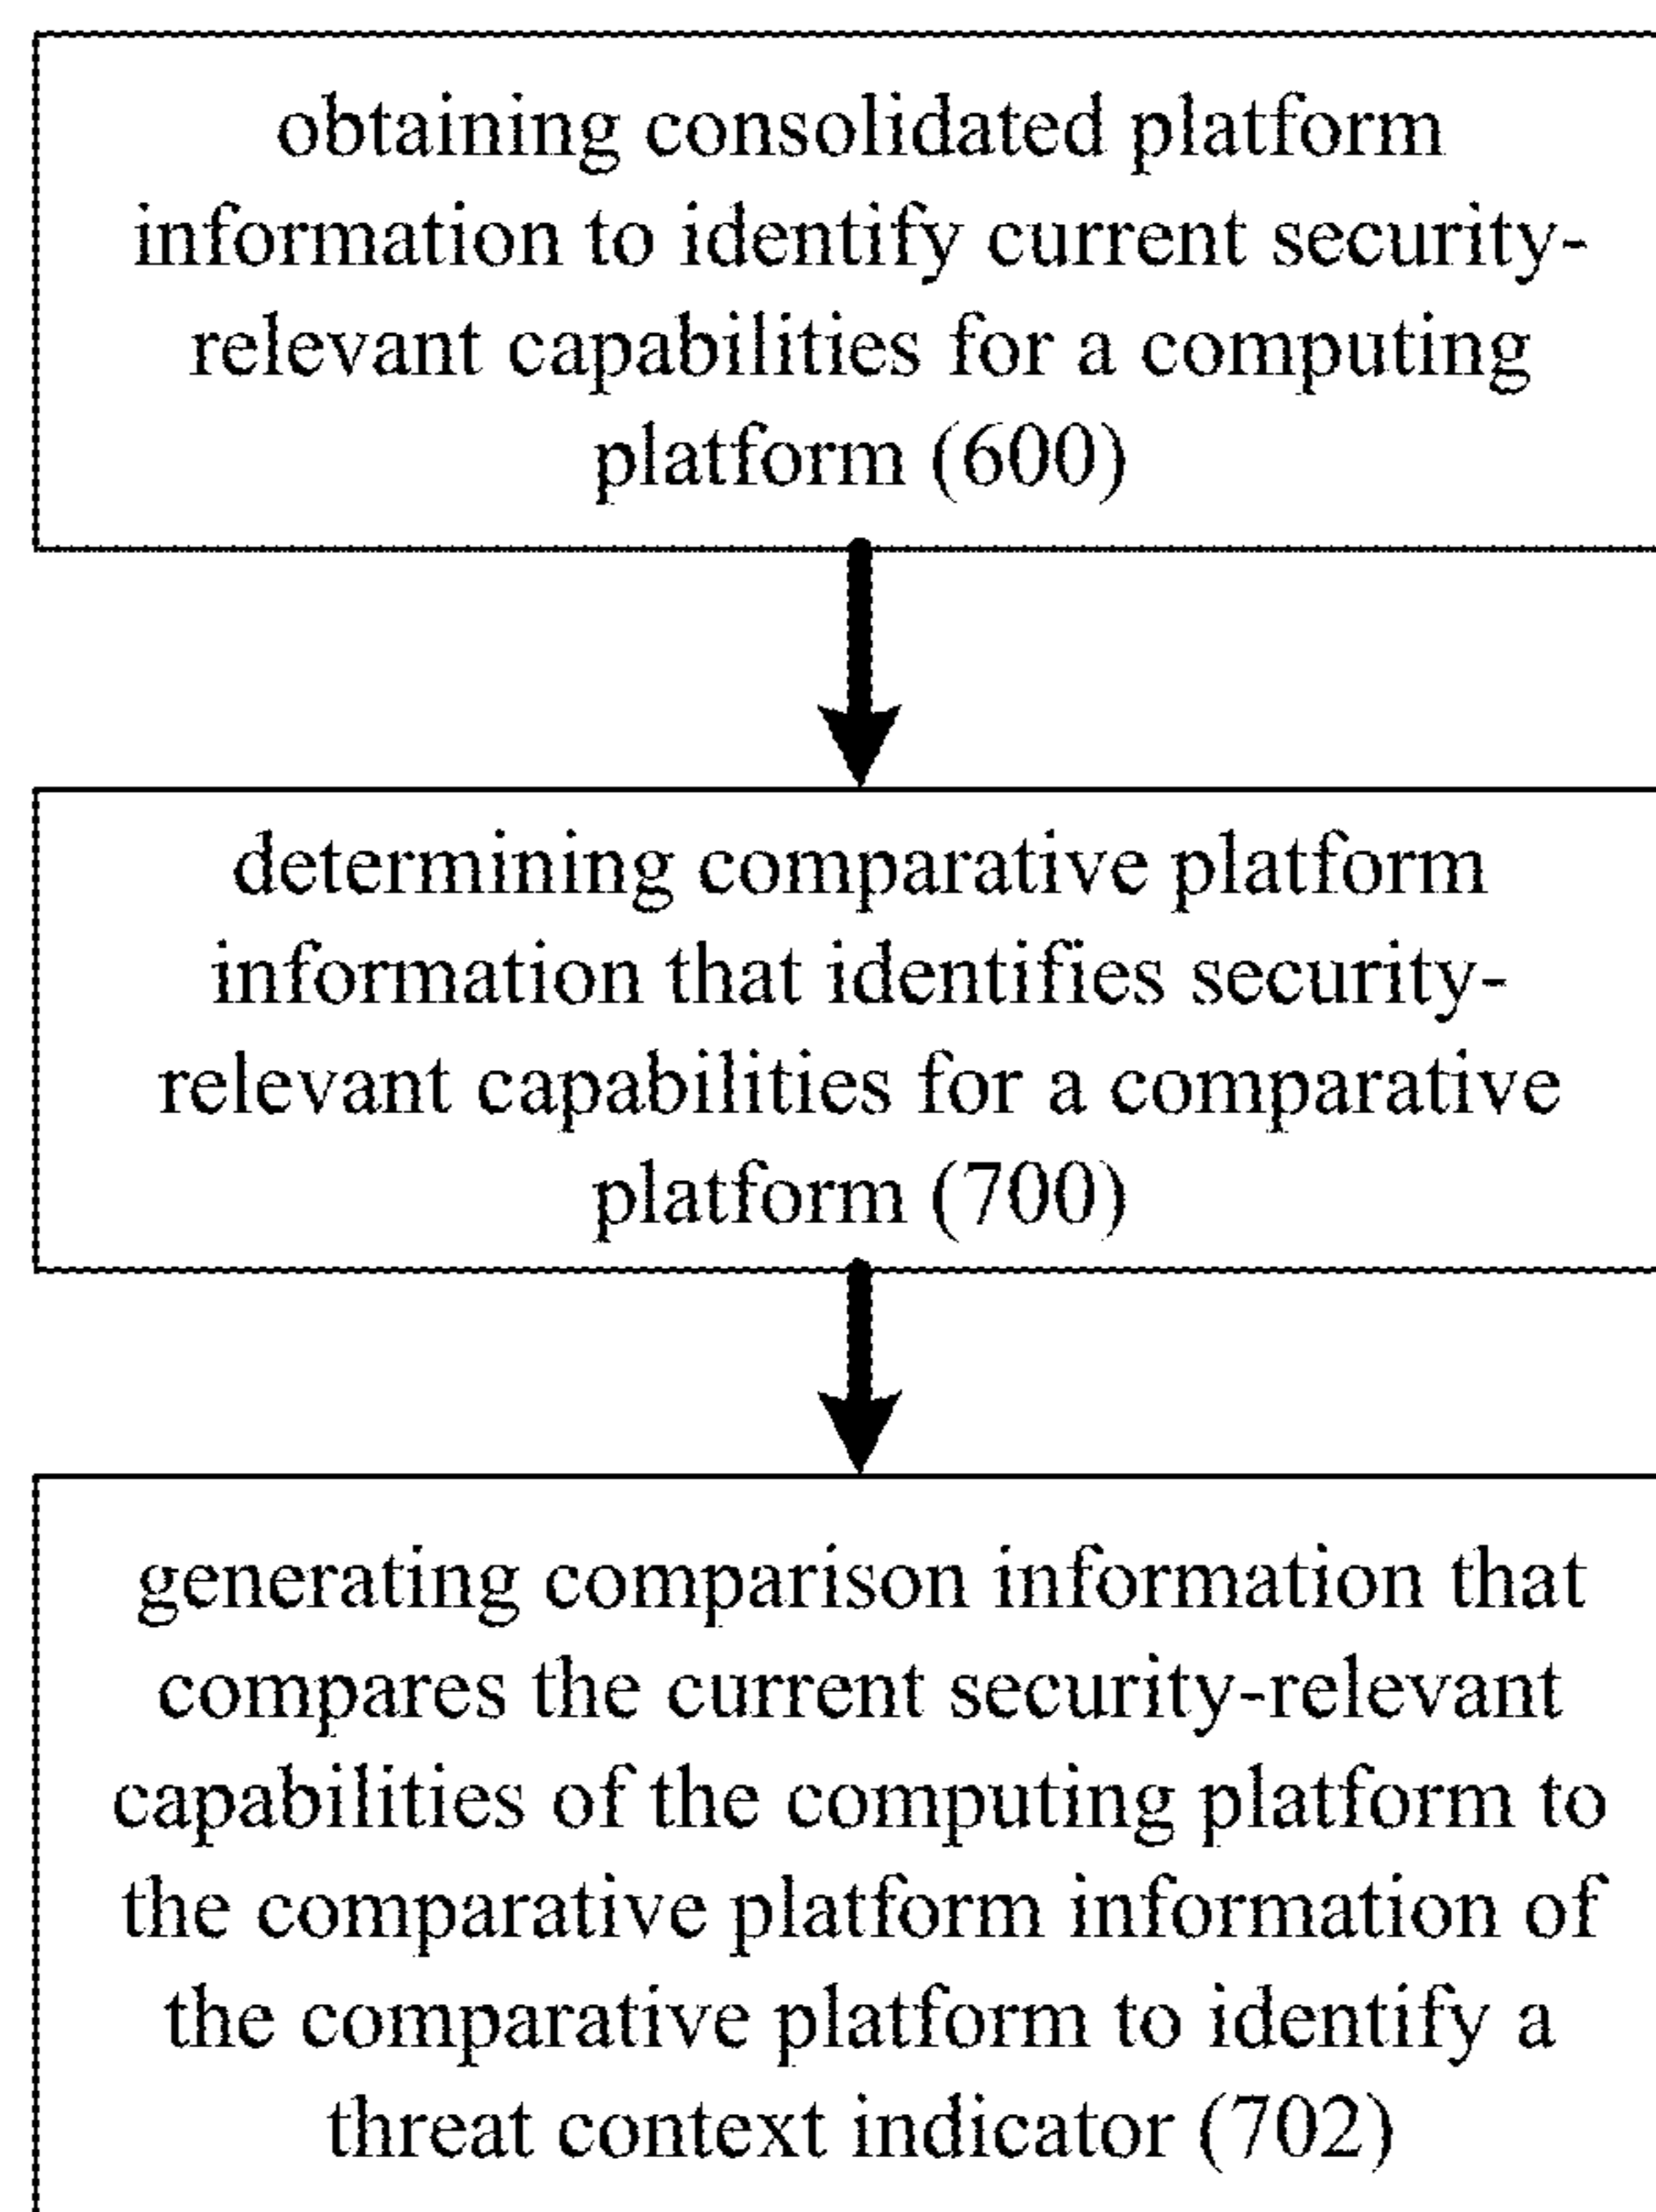 obtaining consolidated platform
information to identify current security-
relevant capabilities for a computing
platform (600)
determining comparative platform
information that identifies security-
relevant capabilities for a comparative
platform (700)
generating comparison information that
compares the current security-relevant
capabilities of the computing platform to
the comparative platform information of
the comparative platform to identify a
threat context indicator (702)